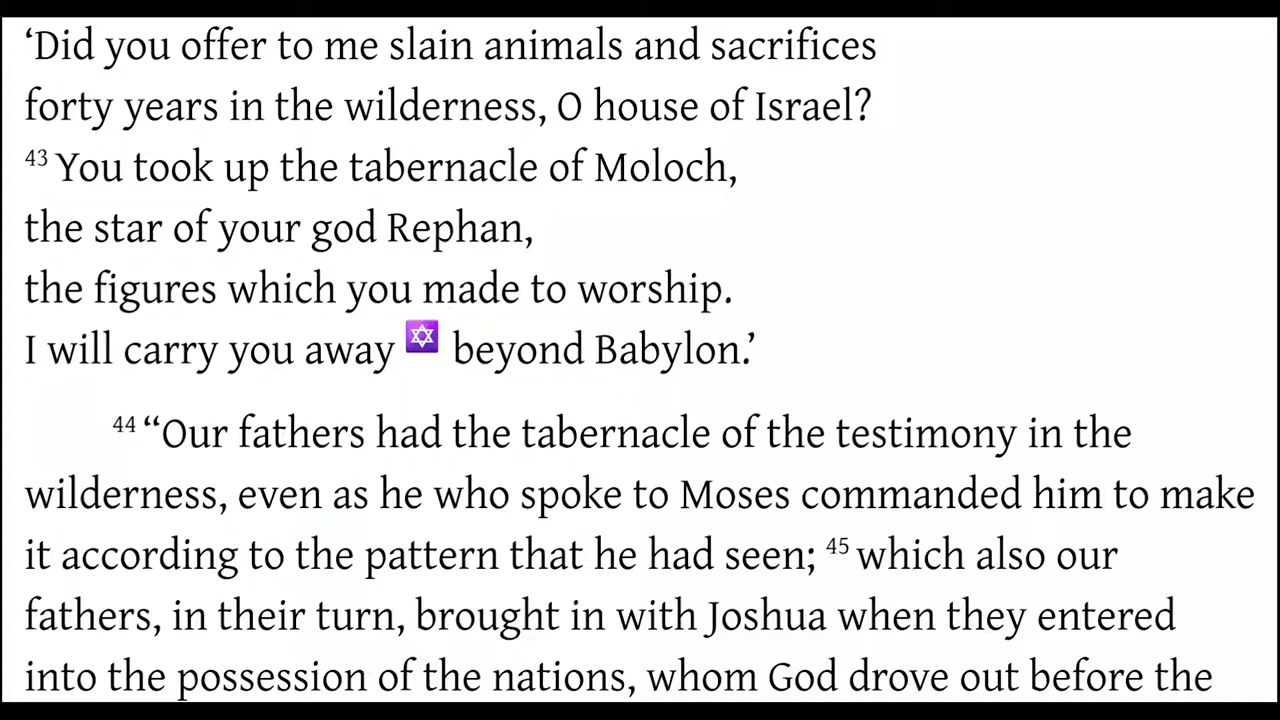 ‘Did you offer to me slain animals and sacrifices
forty years in the wilderness, O house of Israel?
43 You took up the tabernacle of Moloch,
the star of your god Rephan,
the figures which you made to worship.
I will carry you away 🔯 beyond Babylon.’
44 “Our fathers had the tabernacle of the testimony in the
wilderness, even as he who spoke to Moses commanded him to make
it according to the pattern that he had seen; 45 which also our
fathers, in their turn, brought in with Joshua when they entered
into the possession of the nations, whom God drove out before the